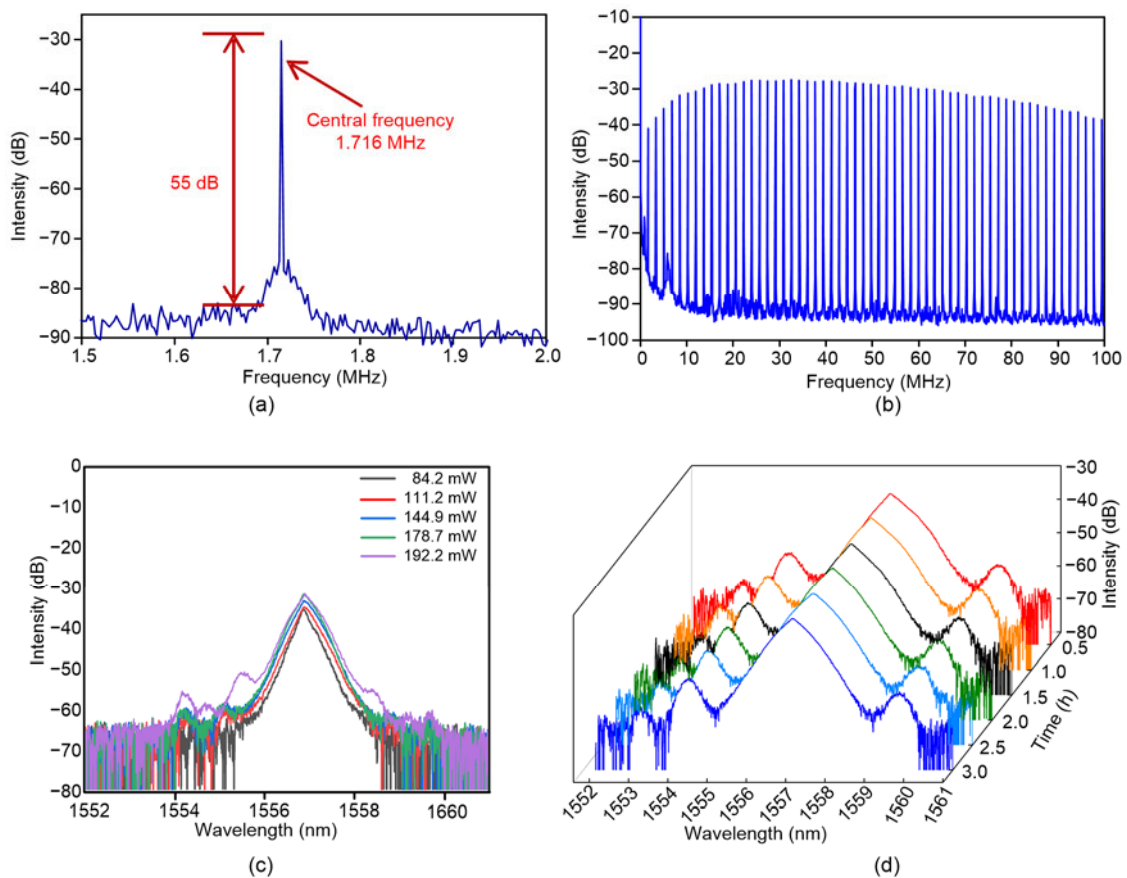 −30
−40
−50
−60
−70
−80
−90
Intensity (dB)
55 dB
Central frequency
1.716 MHz
1.5 1.6 1.7 1.8 1.9 2.0
Frequency (MHz)
(a)
−10
−20
−30
−40
−50
−60
−70
−80
−90
−100
Intensity (dB)
0 10 20 30 40 50 60 70 80 90 100
Frequency (MHz)
(b)
0
−10
−20
−30
−40
−50
−60
−70
−80
Intensity (dB)
84.2 mW
111.2 mW
144.9 mW
178.7 mW
192.2 mW
1552 1554 1556 1558 1660
Wavelength (nm)
(c)
−30
−40
−50
−60
−70
−80
Intensity (dB)
0.5
1.0
1.5
2.0
2.5
3.0
Time (h)
1552 1553 1554 1555 1556 1557 1558 1559 1560 1561
Wavelength (nm)
(d)